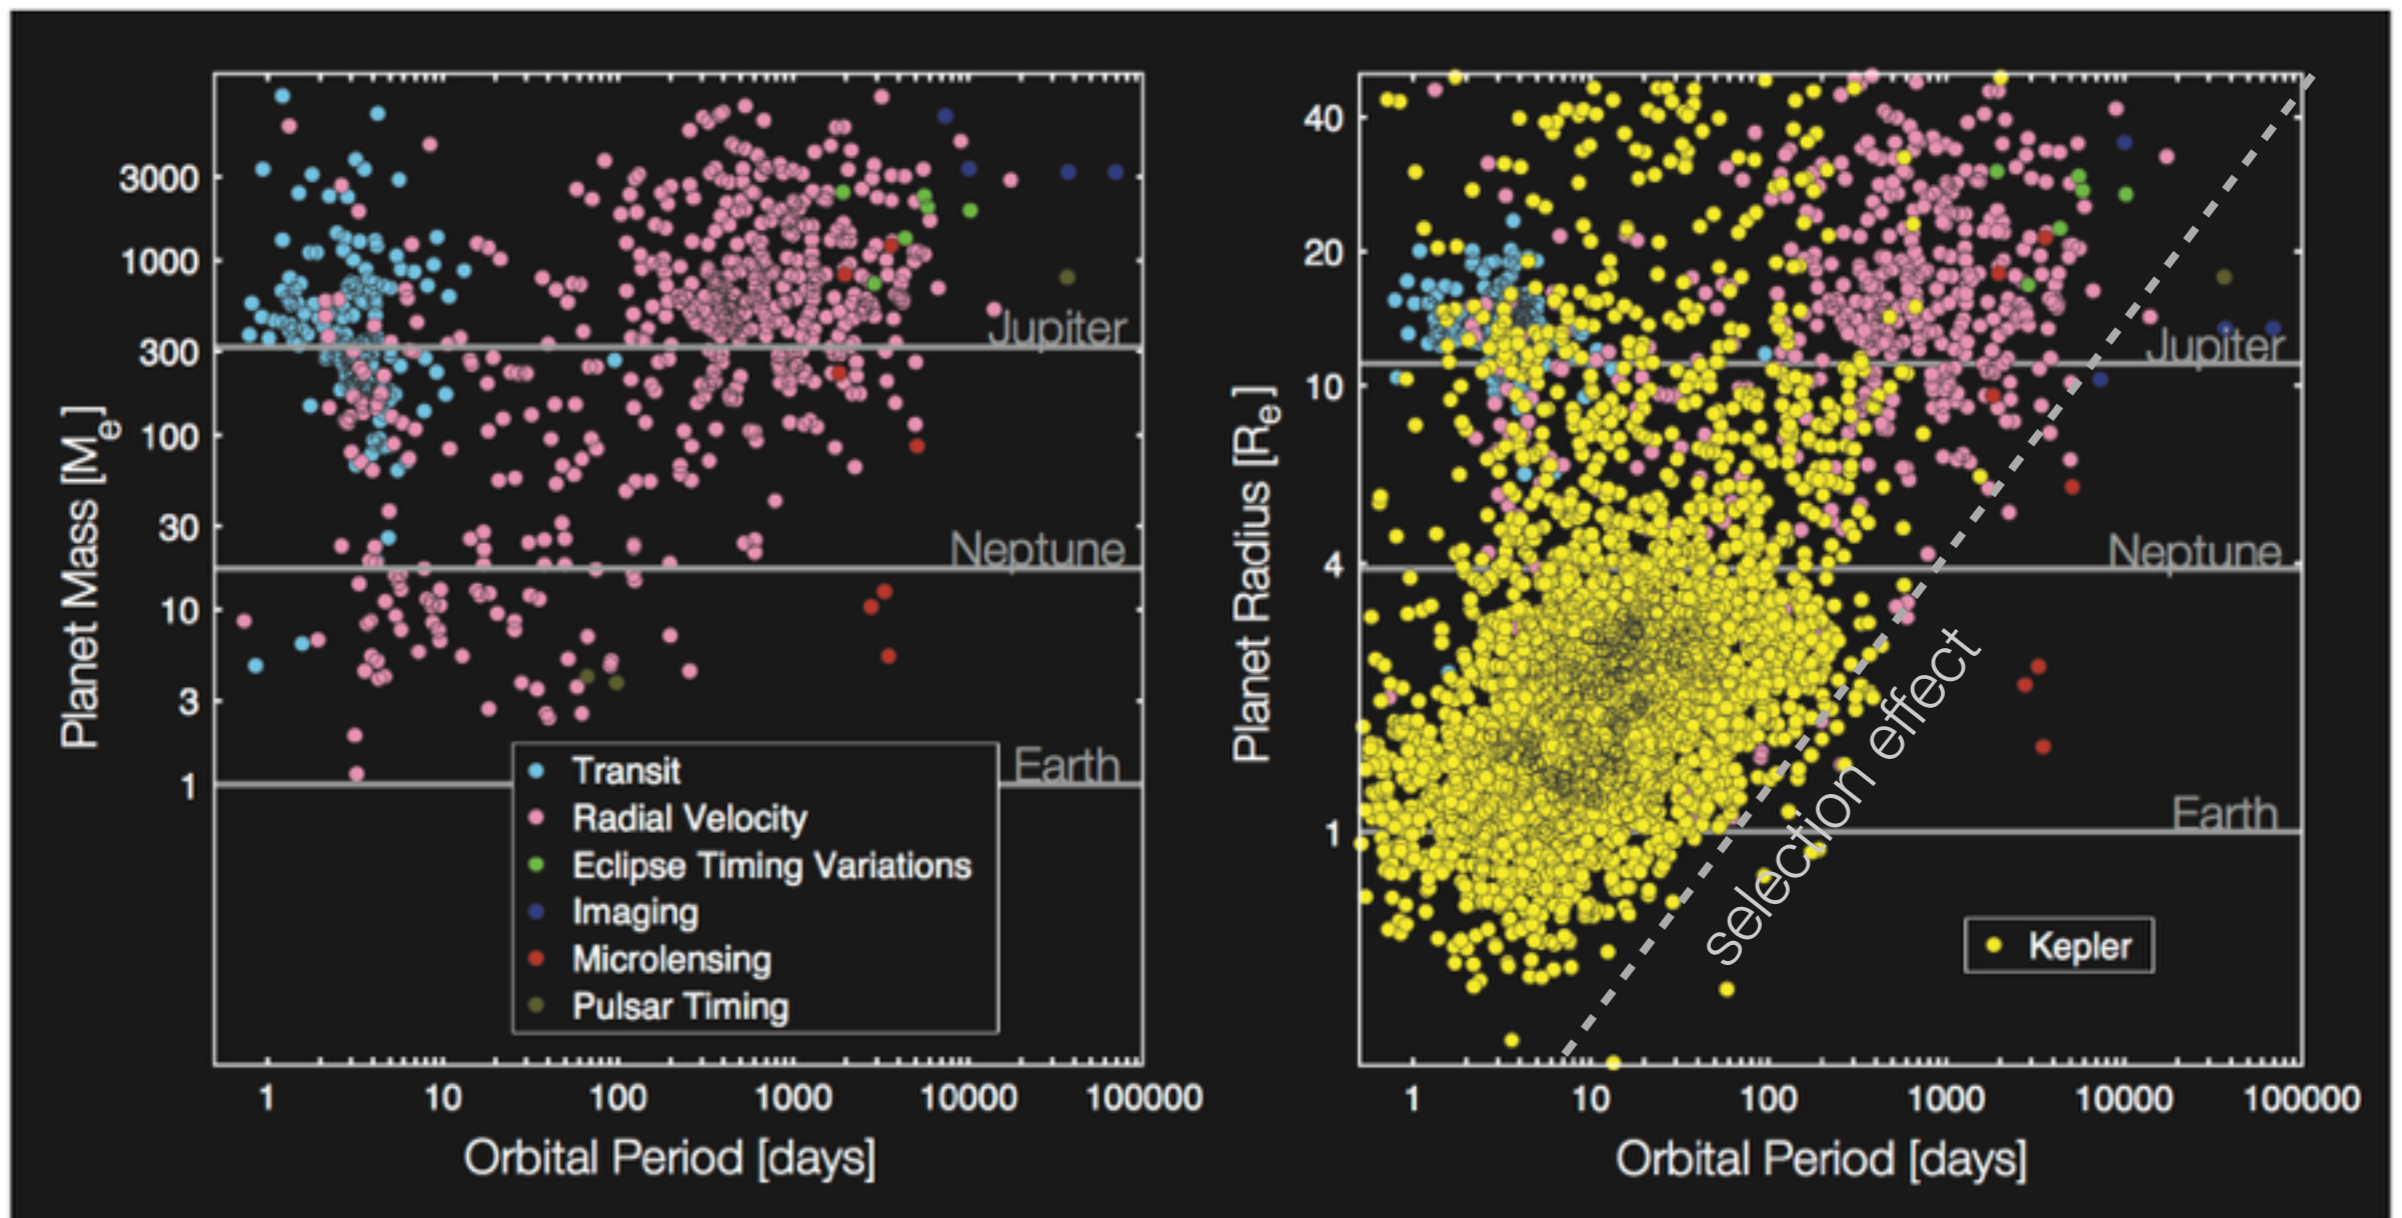 Planet Mass [Me]
3000
1000
300
100
30
10
3
1
Jupiter
Neptune
Earth
Transit
Radial Velocity
Eclipse Timing Variations
Imaging
Microlensing
Pulsar Timing
1 10 100 1000 10000 100000
Orbital Period [days]
Planet Radius [Re]
40
20
10
4
1
Jupiter
Neptune
Earth
selection effect
Kepler
1 10 100 1000 10000 100000
Orbital Period [days]